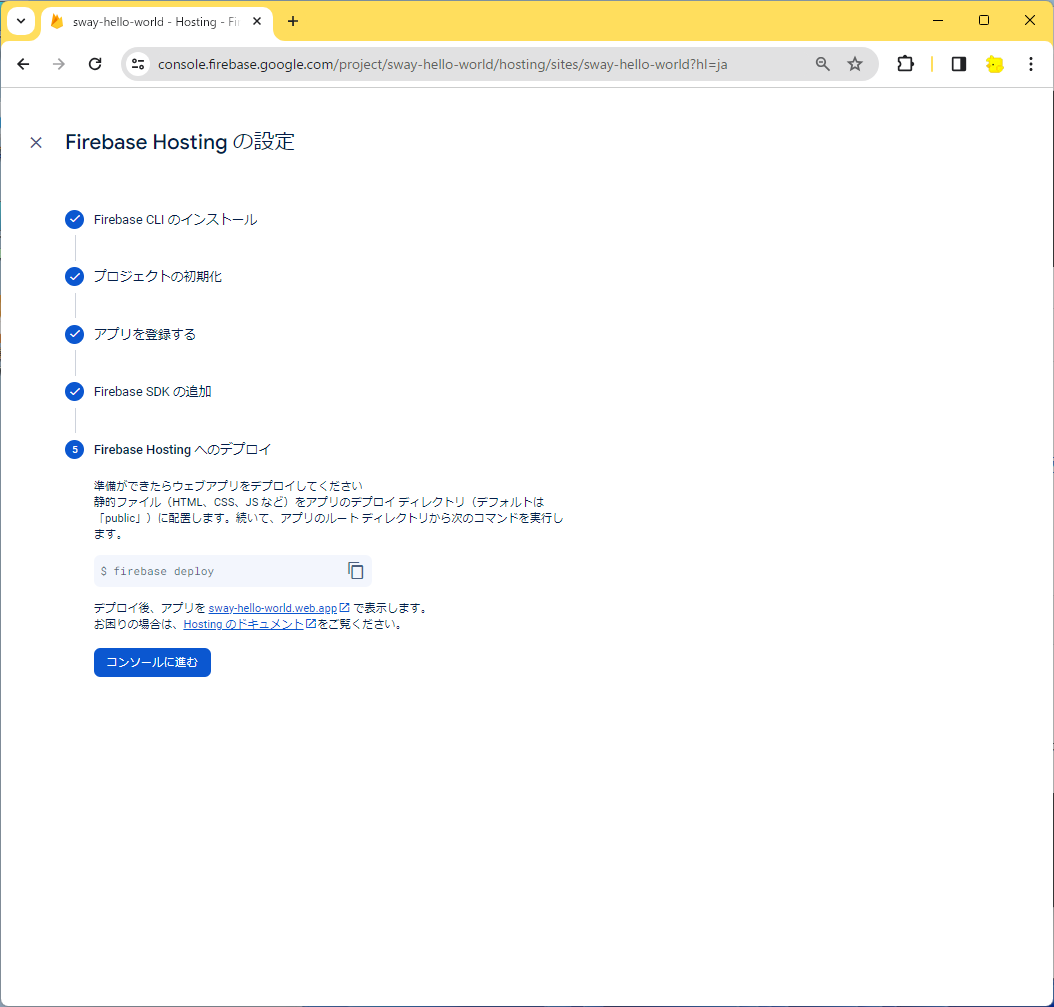 sway-hello-world - Hosting - Fi
console.firebase.google.com/project/sway-hello-world/hosting/sites/sway-hello-world?hl=ja
Firebase Hosting の設定
Firebase CLI のインストール
プロジェクトの初期化
アプリを登録する
Firebase SDK の追加
5 Firebase Hosting へのデプロイ
準備ができたらウェブアプリをデプロイしてください
静的ファイル（HTML、CSS、JS など）をアプリのデプロイ ディレクトリ（デフォルトは
「public」）に配置します。続いて、アプリのルート ディレクトリから次のコマンドを実行し
ます。
$ firebase deploy
デプロイ後、アプリを sway-hello-world.web.app で表示します。
お困りの場合は、Hosting のドキュメントをご覧ください。
コンソールに進む